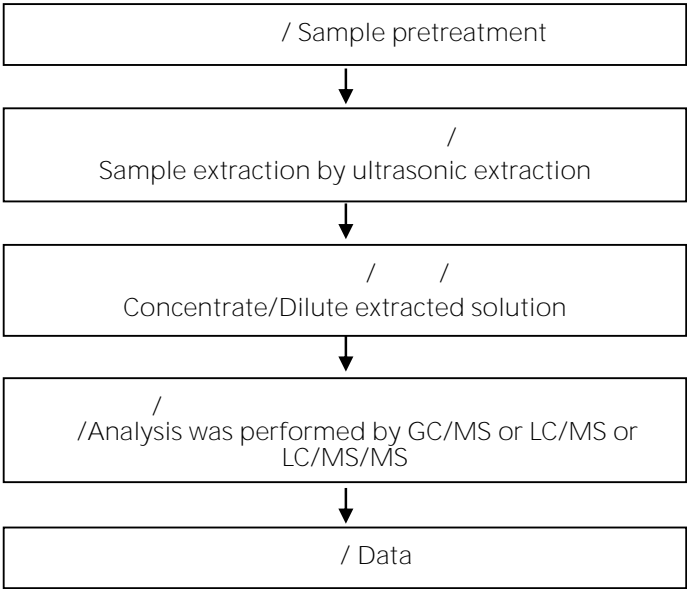 / Sample pretreatment
/
Sample extraction by ultrasonic extraction
/ / 
Concentrate/Dilute extracted solution
/
/Analysis was performed by GC/MS or LC/MS or
LC/MS/MS
/ Data